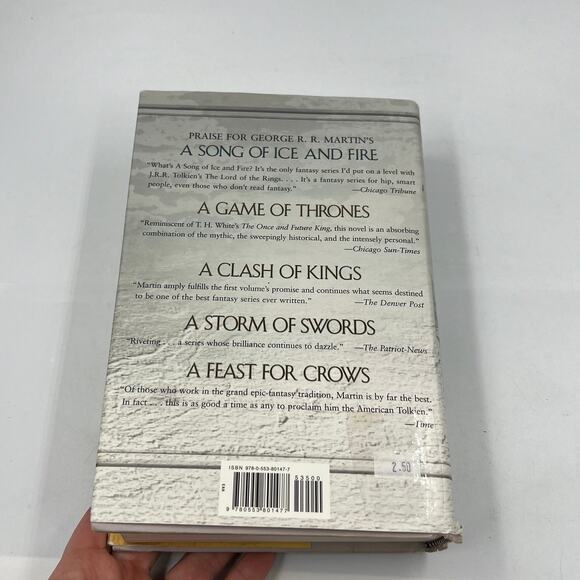 PRAISE FOR GEORGE R. R. MARTIN'S
A SONG OF ICE AND FIRE
"What's A Song of Ice and Fire? It's the only fantasy series I'd put on a level with
J.R.R. Tolkien's The Lord of the Rings. . . . It's a fantasy series for hip, smart
people, even those who don't read fantasy." —Chicago Tribune
A GAME OF THRONES
"Reminiscent of T. H. White's The Once and Future King, this novel is an absorbing
combination of the mythic, the sweepingly historical, and the intensely personal."
—Chicago Sun-Times
A CLASH OF KINGS
"Martin amply fulfills the first volume's promise and continues what seems destined
to be one of the best fantasy series ever written." —The Denver Post
A STORM OF SWORDS
"Riveting . . . a series whose brilliance continues to dazzle." —The Patriot-News
A FEAST FOR CROWS
"Of those who work in the grand epic-fantasy tradition, Martin is by far the best.
In fact . . . this is as good a time as any to proclaim him the American Tolkien."
—Time
ISBN 978-0-553-80147-7
53500
9 780553 801477
2.50